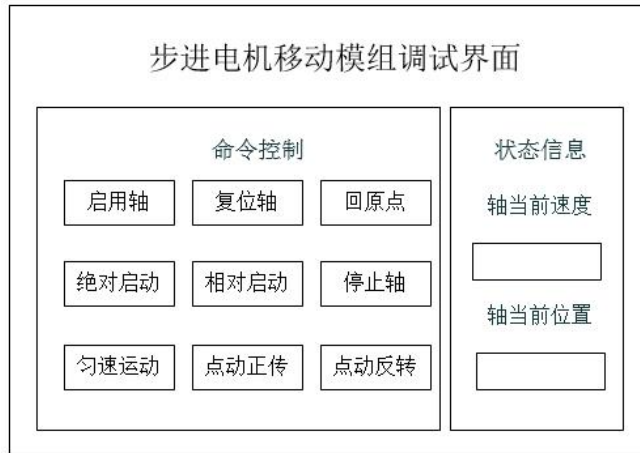 步进电机移动模组调试界面
命令控制
启用轴 复位轴 回原点
绝对启动 相对启动 停止轴
匀速运动 点动正传 点动反转
状态信息
轴当前速度
轴当前位置